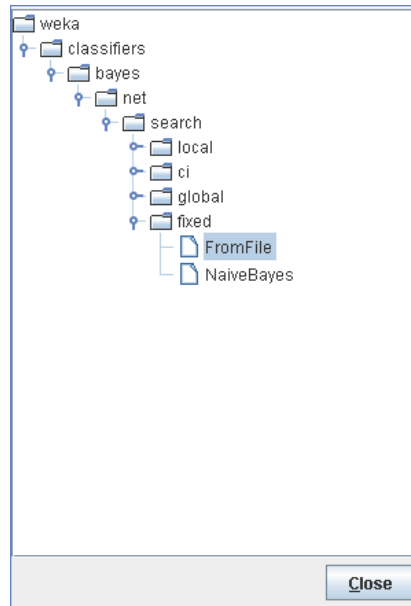 weka
classifiers
bayes
net
search
local
ci
global
fixed
FromFile
NaiveBayes
Close